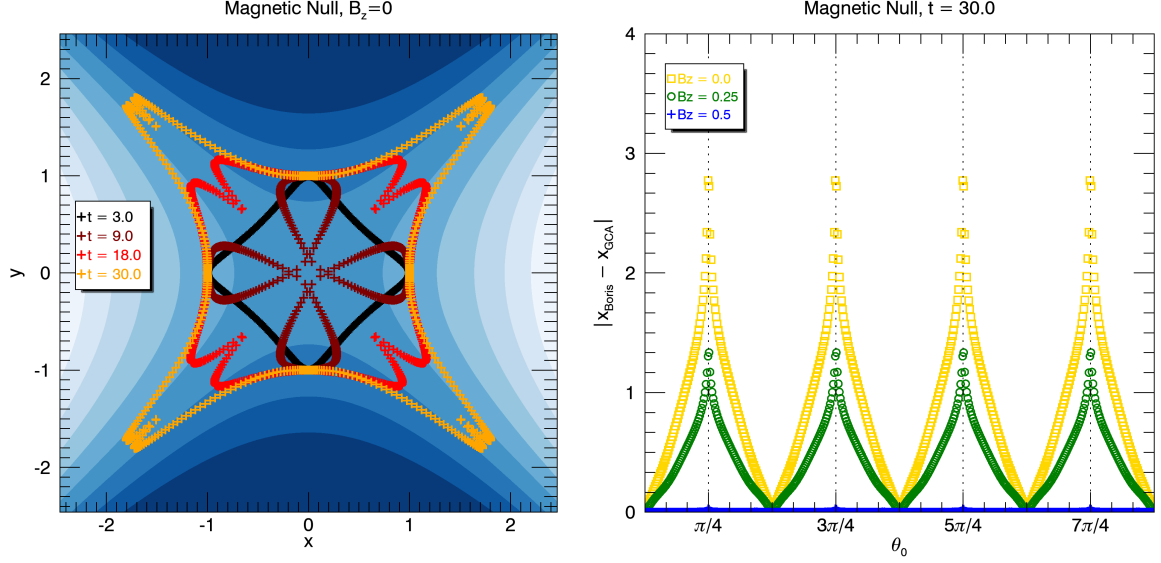 Magnetic Null, B_z=0
2
1
0
-1
-2
y
-2
-1
0
1
2
x
t = 3.0
t = 9.0
t = 18.0
t = 30.0
Magnetic Null, t = 30.0
4
3
2
1
0
|x_Boris − x_GCA|
Bz = 0.0
Bz = 0.25
Bz = 0.5
π/4
3π/4
5π/4
7π/4
θ_0